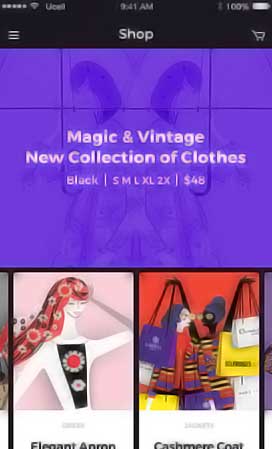 Ucell 9:41 AM 100%
Shop
Magic & Vintage
New Collection of Clothes
Black | S M L XL 2X | $48
Elegant Apron
Cashmere Coat